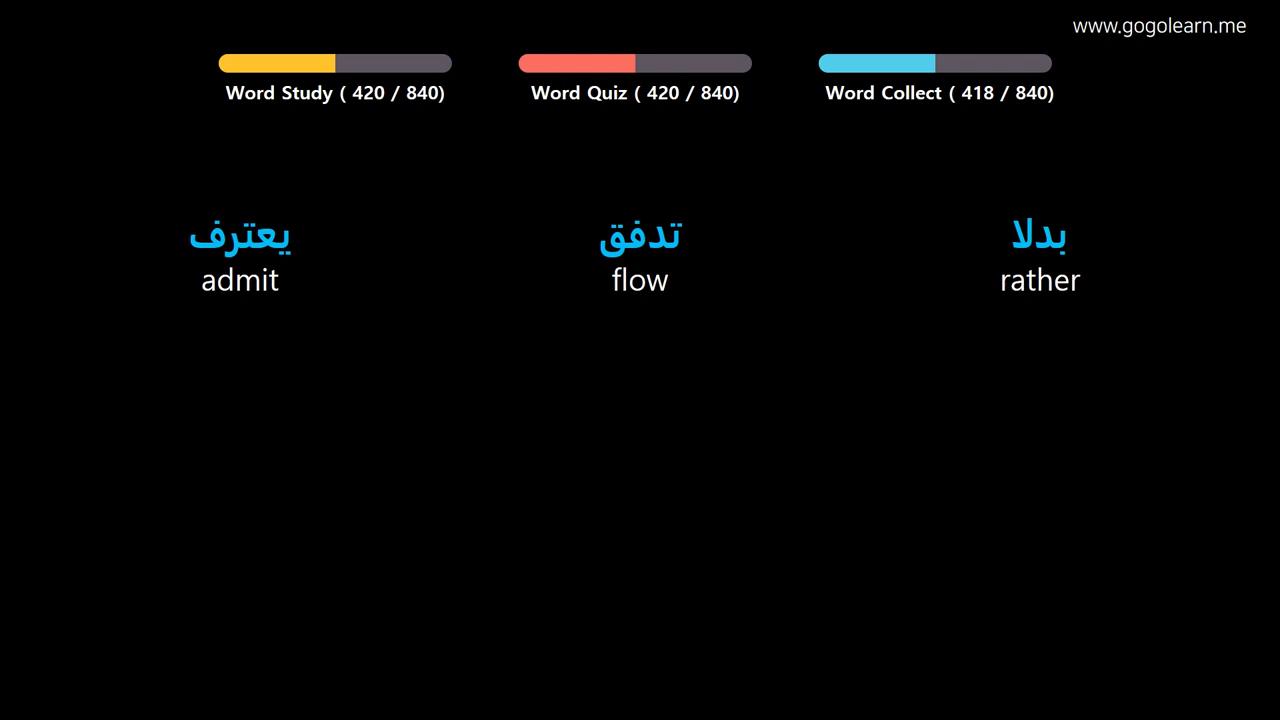 www.gogolearn.me
Word Study ( 420 / 840)
Word Quiz ( 420 / 840)
Word Collect ( 418 / 840)
يعترف
admit
تدفق
flow
بدلا
rather